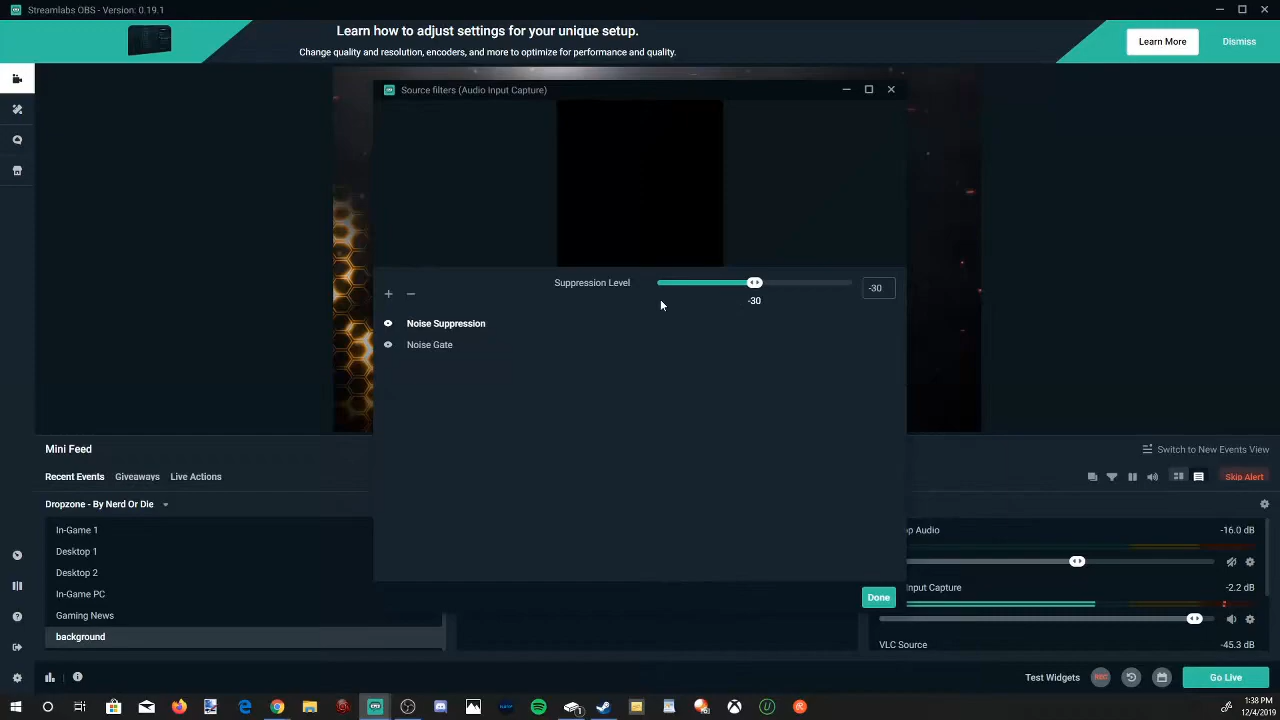 Streamlabs OBS - Version: 0.19.1
Learn how to adjust settings for your unique setup.
Change quality and resolution, encoders, and more to optimize for performance and quality.
Learn More
Dismiss
Source filters (Audio Input Capture)
Suppression Level
-30
-30
Noise Suppression
Noise Gate
Done
Mini Feed
Switch to New Events View
Recent Events
Giveaways
Live Actions
Skip Alert
Dropzone - By Nerd Or Die
In-Game 1
Desktop 1
Desktop 2
In-Game PC
Gaming News
background
op Audio
-16.0 dB
Input Capture
-2.2 dB
VLC Source
-45.3 dB
Test Widgets
REC
Go Live
1:38 PM
12/4/2019